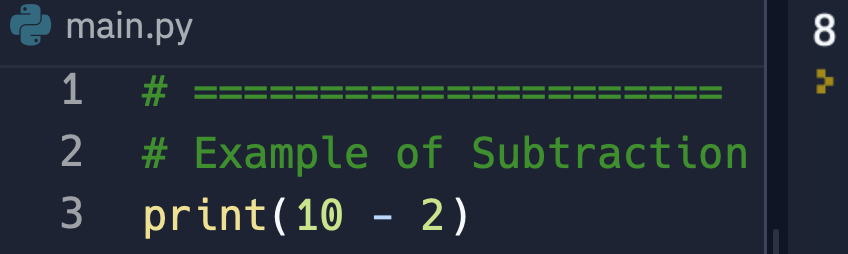 main.py
1 # =====================
2 # Example of Subtraction
3 print(10 - 2)
8